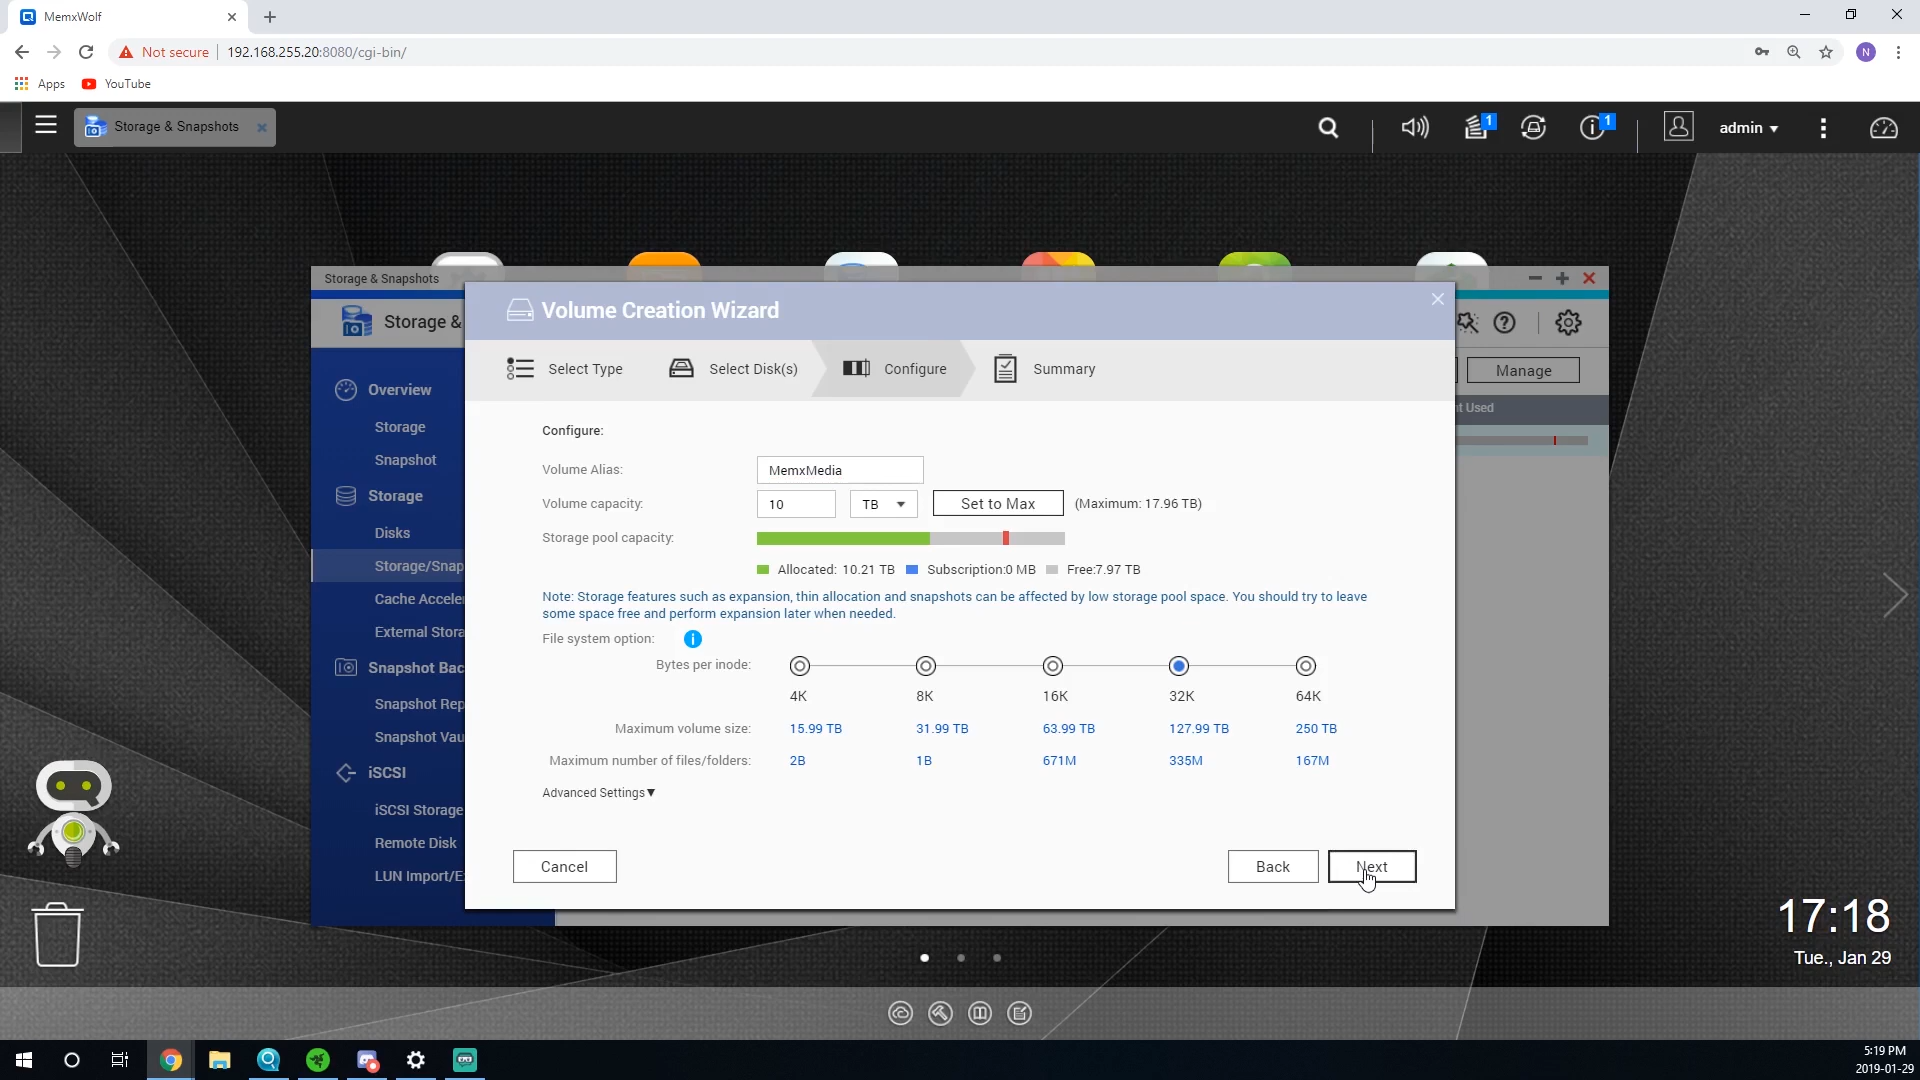 MemxWolf
Not secure 192.168.255.20:8080/cgi-bin/
N
Apps YouTube
Storage & Snapshots
1 1 admin
Storage & Snapshots
Volume Creation Wizard
Storage &
Select Type Select Disk(s) Configure Summary
Manage
Overview
Used
Configure:
Storage
Snapshot
Volume Alias: MemxMedia
Storage
Volume capacity: 10 TB Set to Max (Maximum: 17.96 TB)
Disks
Storage pool capacity:
Storage/Snap
Allocated: 10.21 TB Subscription:0 MB Free:7.97 TB
Cache Acceler
Note: Storage features such as expansion, thin allocation and snapshots can be affected by low storage pool space. You should try to leave
some space free and perform expansion later when needed.
External Stora
File system option:
Snapshot Bac
Bytes per inode:
4K 8K 16K 32K 64K
Snapshot Rep
Maximum volume size: 15.99 TB 31.99 TB 63.99 TB 127.99 TB 250 TB
Snapshot Vau
Maximum number of files/folders: 2B 1B 671M 335M 167M
iSCSI
Advanced Settings
iSCSI Storage
Remote Disk
LUN Import/E
Cancel Back Next
17:18
Tue., Jan 29
5:19 PM
2019-01-29